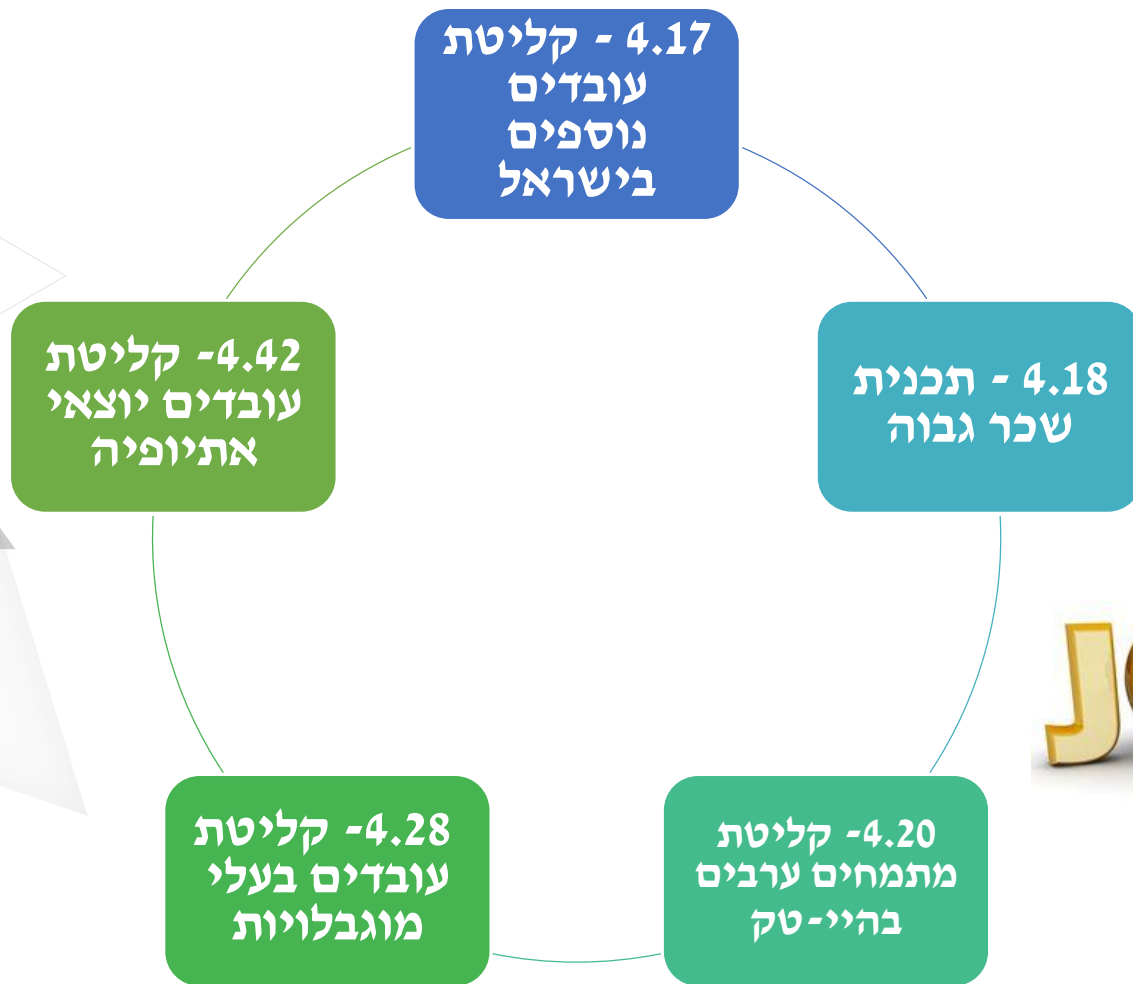 4.17 - קליטת
עובדים
נוספים
בישראל
4.18 - תכנית
שכר גבוה
4.20- קליטת
מתמחים ערבים
בהיי-טק
4.28- קליטת
עובדים בעלי
מוגבלויות
4.42- קליטת
עובדים יוצאי
אתיופיה